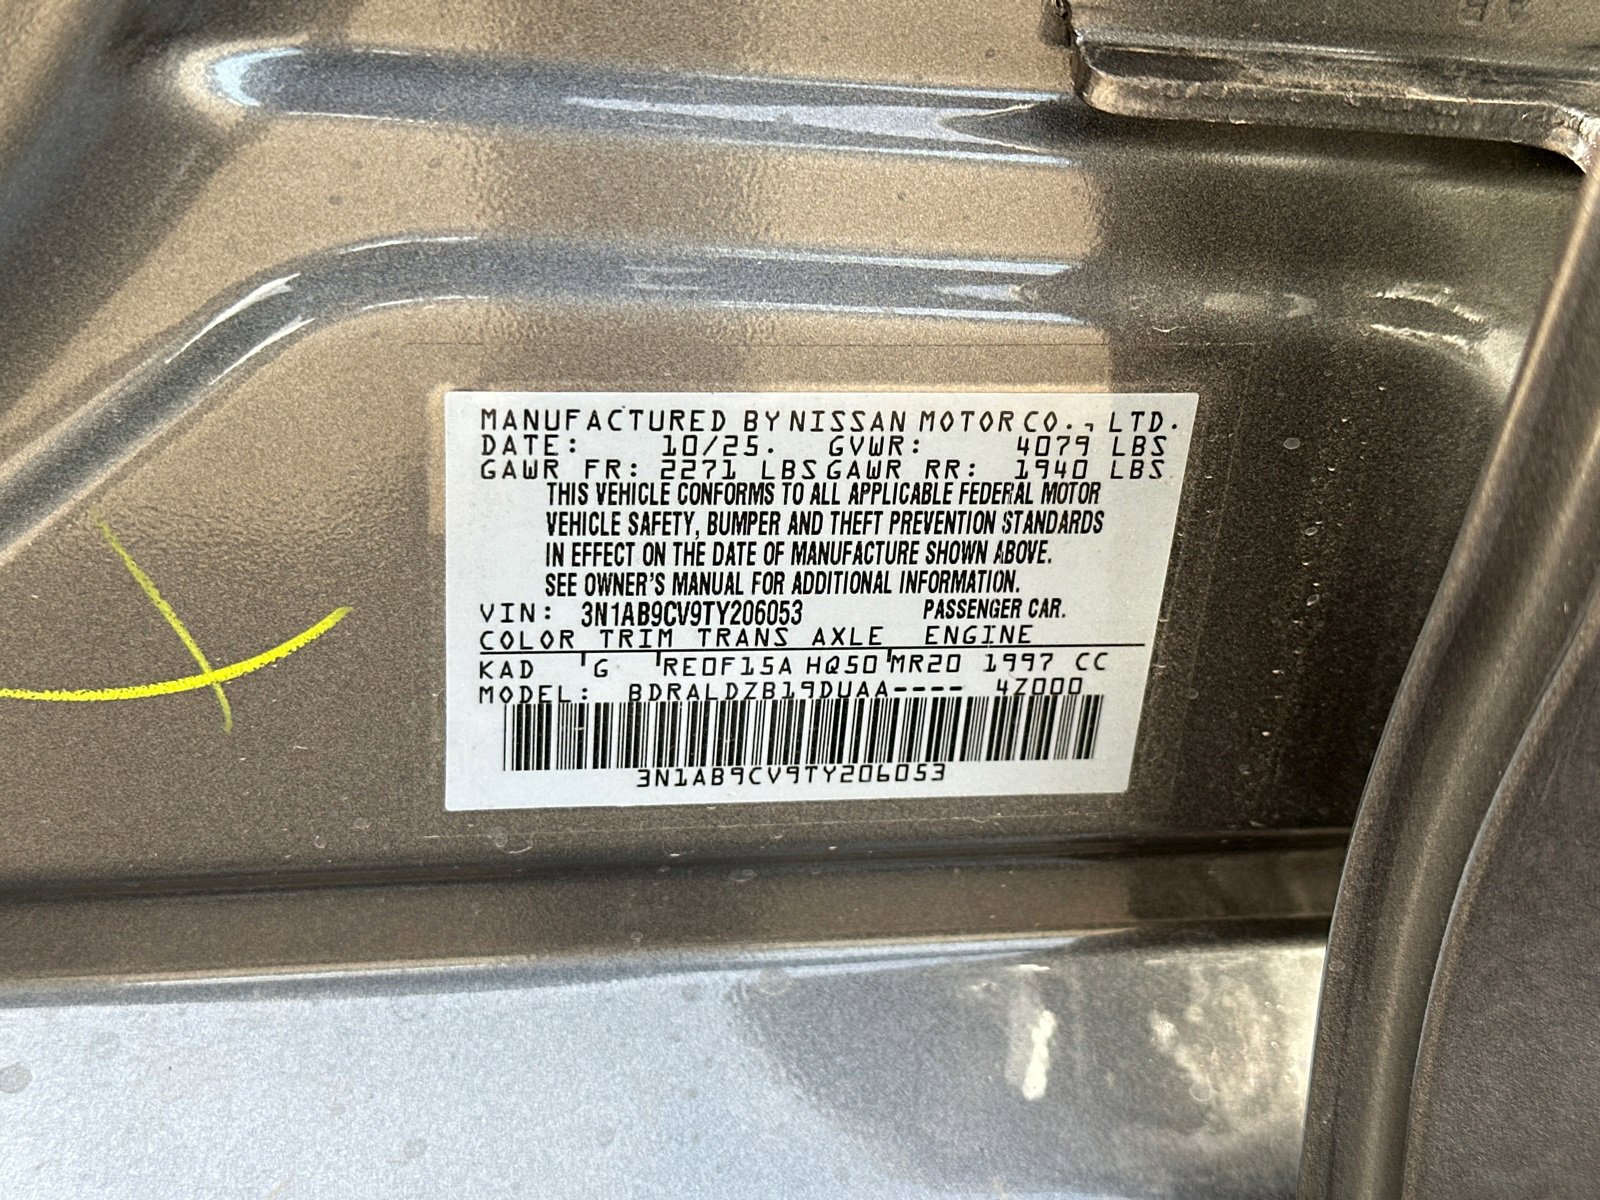 MANUFACTURED BY NISSAN MOTOR CO., LTD.
DATE: 10/25. GVWR: 4079 LBS
GAWR FR: 2271 LBS GAWR RR: 1940 LBS
THIS VEHICLE CONFORMS TO ALL APPLICABLE FEDERAL MOTOR
VEHICLE SAFETY, BUMPER AND THEFT PREVENTION STANDARDS
IN EFFECT ON THE DATE OF MANUFACTURE SHOWN ABOVE.
SEE OWNER'S MANUAL FOR ADDITIONAL INFORMATION.
VIN: 3N1AB9CV9TY206053 PASSENGER CAR.
COLOR TRIM TRANS AXLE ENGINE
KAD G RE0F15A HQ50 MR20 1997 CC
MODEL: BDRALDZB19DUAA---- 4Z000
3N1AB9CV9TY206053